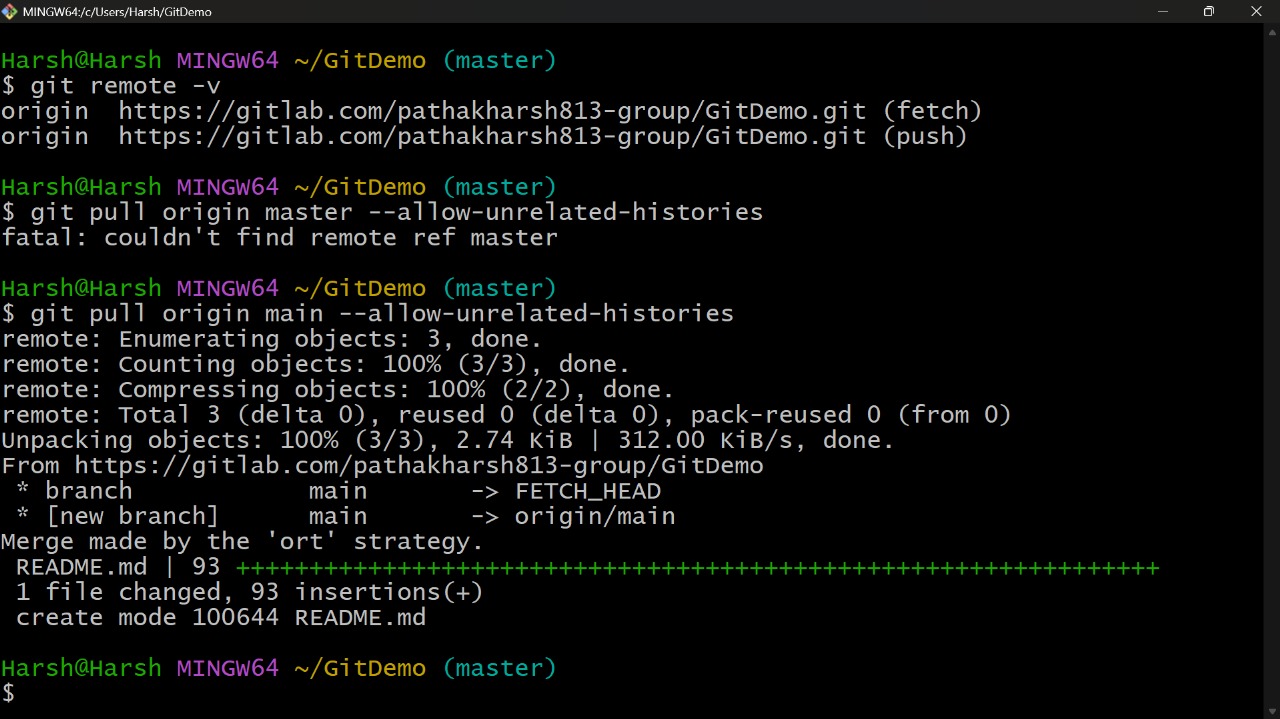 MINGW64:/c/Users/Harsh/GitDemo
Harsh@Harsh MINGW64 ~/GitDemo (master)
$ git remote -v
origin  https://gitlab.com/pathakharsh813-group/GitDemo.git (fetch)
origin  https://gitlab.com/pathakharsh813-group/GitDemo.git (push)
Harsh@Harsh MINGW64 ~/GitDemo (master)
$ git pull origin master --allow-unrelated-histories
fatal: couldn't find remote ref master
Harsh@Harsh MINGW64 ~/GitDemo (master)
$ git pull origin main --allow-unrelated-histories
remote: Enumerating objects: 3, done.
remote: Counting objects: 100% (3/3), done.
remote: Compressing objects: 100% (2/2), done.
remote: Total 3 (delta 0), reused 0 (delta 0), pack-reused 0 (from 0)
Unpacking objects: 100% (3/3), 2.74 KiB | 312.00 KiB/s, done.
From https://gitlab.com/pathakharsh813-group/GitDemo
 * branch            main       -> FETCH_HEAD
 * [new branch]      main       -> origin/main
Merge made by the 'ort' strategy.
 README.md | 93 +++++++++++++++++++++++++++++++++++++++++++++++++++++++++++++++
 1 file changed, 93 insertions(+)
 create mode 100644 README.md
Harsh@Harsh MINGW64 ~/GitDemo (master)
$